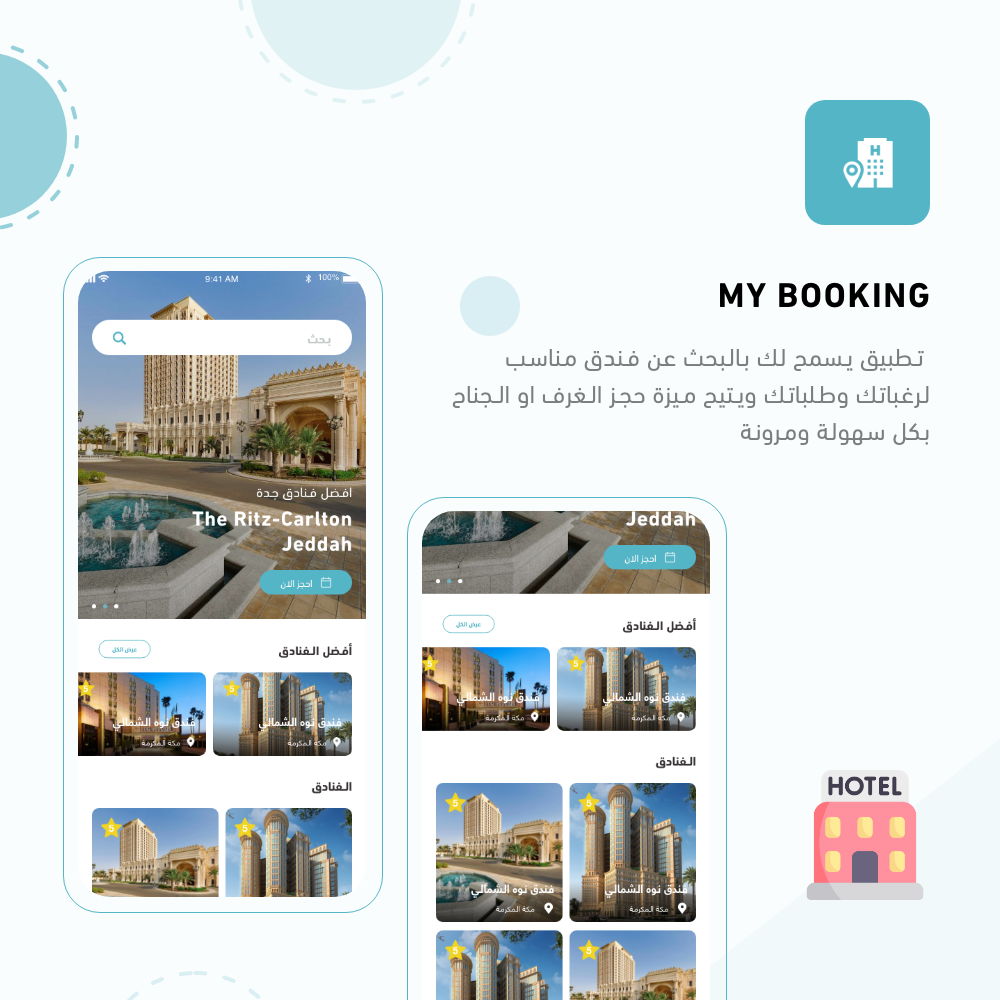 H
MY BOOKING
تطبيق يسمح لك بالبحث عن فندق مناسب
لرغباتك وطلباتك ويتيح ميزة حجز الغرف او الجناح
بكل سهولة ومرونة
9:41 AM
100%
بحث
افضل فنادق جدة
The Ritz-Carlton
Jeddah
احجز الان
أفضل الفنادق
عرض الكل
5
فندق نوه الشمالي
مكة المكرمة
5
فندق نوه الشمالي
مكة المكرمة
الفنادق
5
5
Jeddah
احجز الان
أفضل الفنادق
عرض الكل
5
فندق نوه الشمالي
مكة المكرمة
5
فندق نوه الشمالي
مكة المكرمة
الفنادق
5
فندق نوه الشمالي
مكة المكرمة
5
فندق نوه الشمالي
مكة المكرمة
5
5
HOTEL